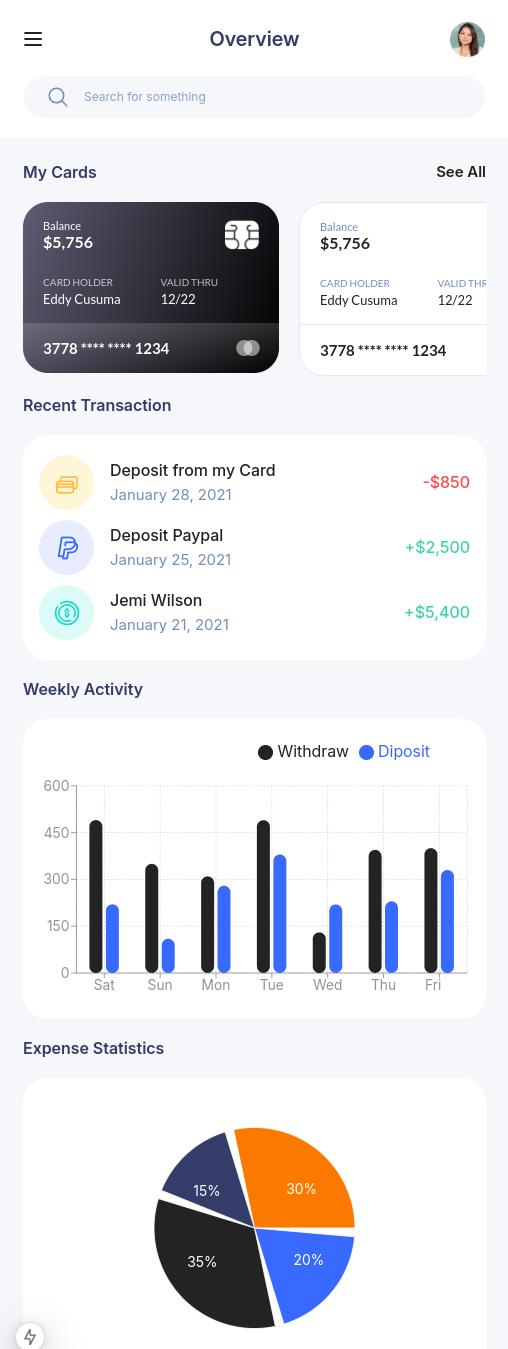 Overview
Search for something
My Cards See All
Balance
$5,756
CARD HOLDER VALID THRU
Eddy Cusuma 12/22
3778 **** **** 1234
Balance
$5,756
CARD HOLDER VALID THR
Eddy Cusuma 12/22
3778 **** **** 1234
Recent Transaction
Deposit from my Card
January 28, 2021
-$850
Deposit Paypal
January 25, 2021
+$2,500
Jemi Wilson
January 21, 2021
+$5,400
Weekly Activity
Withdraw Diposit
600
450
300
150
0
Sat Sun Mon Tue Wed Thu Fri
Expense Statistics
15% 30%
35% 20%